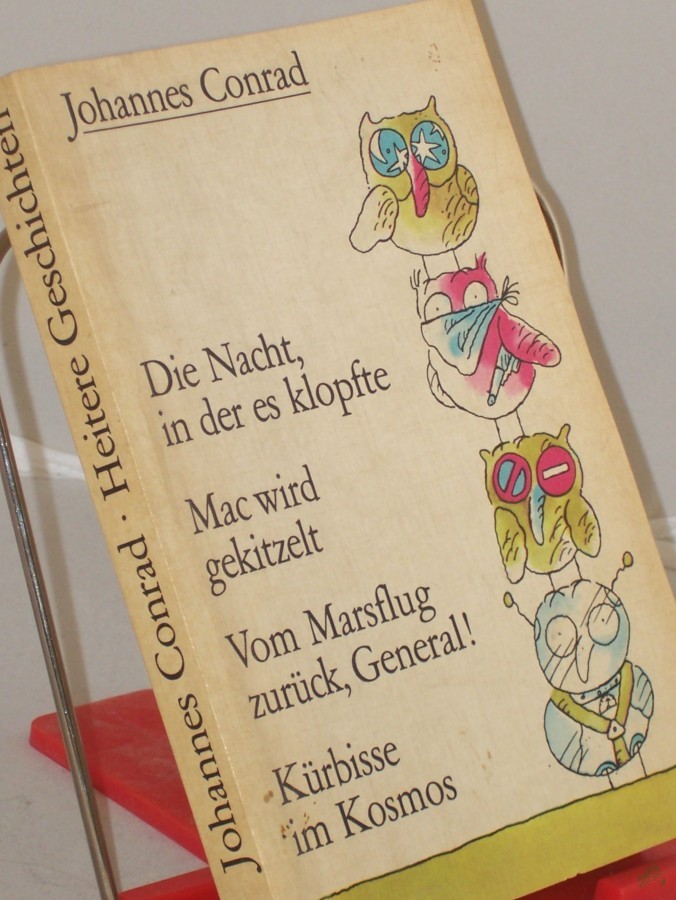 Johannes Conrad
Die Nacht,
in der es klopfte
Mac wird
gekitzelt
Vom Marsflug
zurück, General!
Kürbisse
im Kosmos
Johannes Conrad · Heitere Geschichten